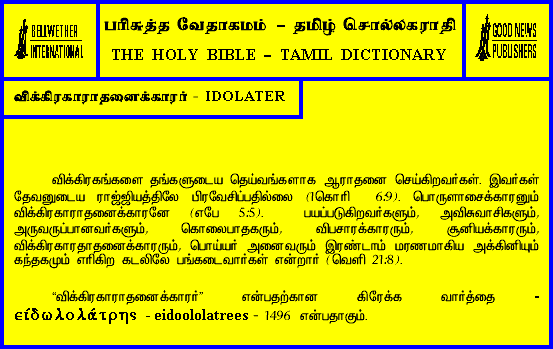 BELLWETHER
INTERNATIONAL
பரிசுத்த வேதாகமம் – தமிழ் சொல்லகராதி
THE HOLY BIBLE – TAMIL DICTIONARY
GOOD NEWS
PUBLISHERS
விக்கிரகாராதனைக்காரர் - IDOLATER
விக்கிரகங்களை தங்களுடைய தெய்வங்களாக ஆராதனை செய்கிறவர்கள். இவர்கள்
தேவனுடைய ராஜ்ஜியத்திலே பிரவேசிப்பதில்லை (1கொரி 6:9). பொருளாசைக்காரனும்
விக்கிரகாராதனைக்காரனே (எபே 5:5). பயப்படுகிறவர்களும், அவிசுவாசிகளும்,
அருவருப்பானவர்களும், கொலைபாதகரும், விபசாரக்காரரும், சூனியக்காரரும்,
விக்கிரகாரதாதனைக்காரரும், பொய்யர் அனைவரும் இரண்டாம் மரணமாகிய அக்கினியும்
கந்தகமும் எரிகிற கடலிலே பங்கடைவார்கள் என்றார் (வெளி 21:8).
“விக்கிரகாராதனைக்காரர்” என்பதற்கான கிரேக்க வார்த்தை -
εἰδωλολάτρης - eidoololatrees - 1496 என்பதாகும்.